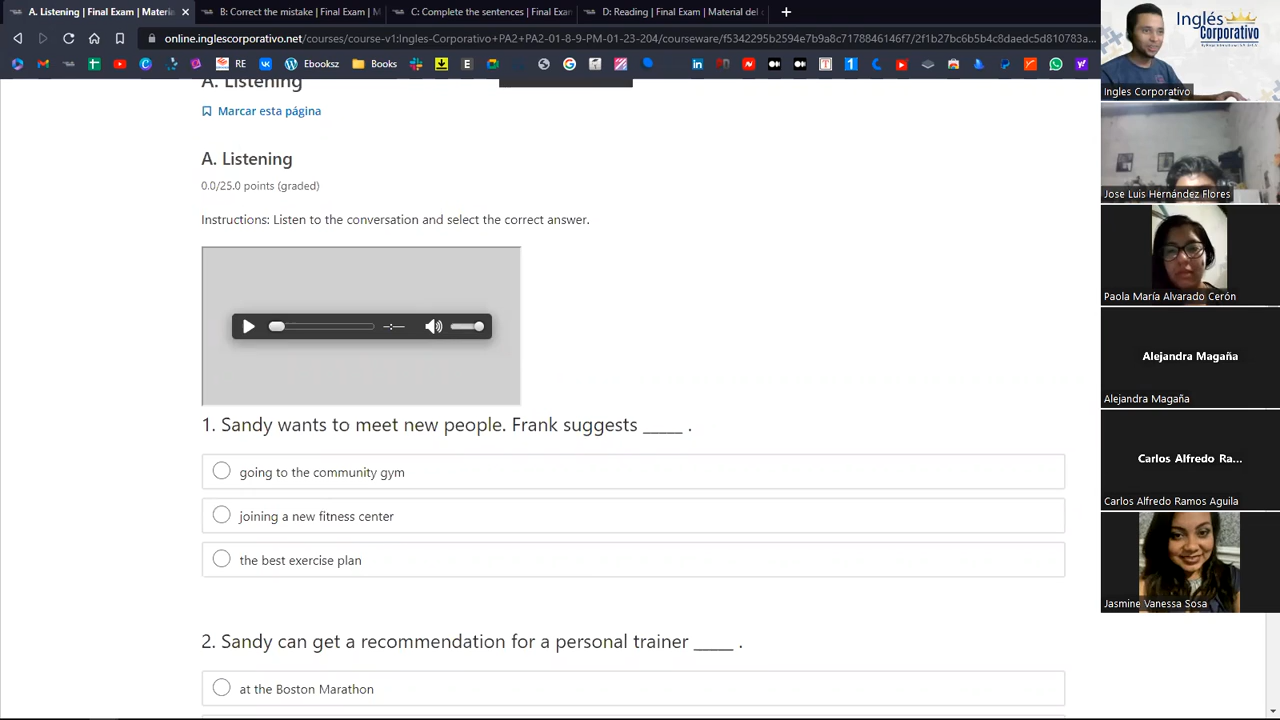 A. Listening | Final Exam | Materi
B: Correct the mistake | Final Exam | M
C: Complete the sentences | Final Exam
D: Reading | Final Exam | Material del c
RE
Ebooksz
Books
A. Listening
Marcar esta página
A. Listening
0.0/25.0 points (graded)
Instructions: Listen to the conversation and select the correct answer.
-:-
1. Sandy wants to meet new people. Frank suggests _____ .
going to the community gym
joining a new fitness center
the best exercise plan
2. Sandy can get a recommendation for a personal trainer _____ .
at the Boston Marathon
Inglés
Corporativo
Ingles Corporativo
Jose Luis Hernández Flores
Paola María Alvarado Cerón
Alejandra Magaña
Alejandra Magaña
Carlos Alfredo Ra...
Carlos Alfredo Ramos Aguila
Jasmine Vanessa Sosa